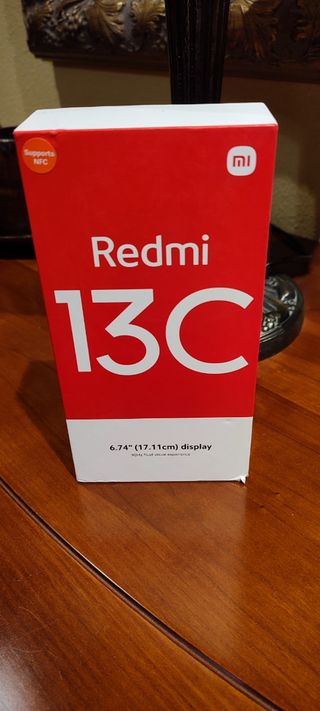 Supports
NFC
mi
Redmi
13C
6.74" (17.11cm) display